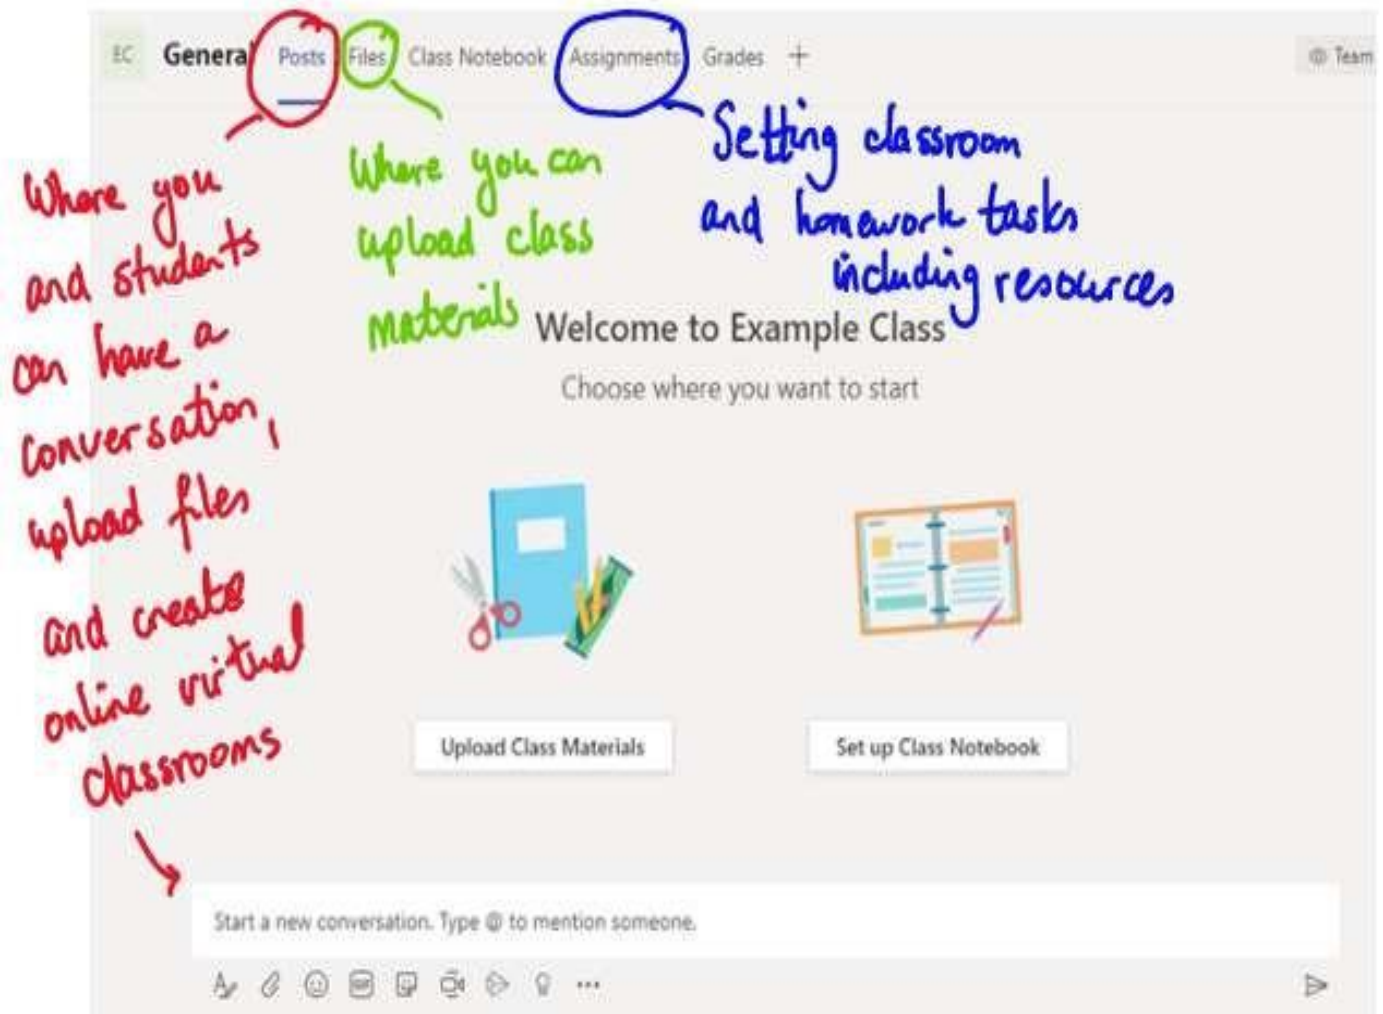 EC General Posts Files Class Notebook Assignments Grades + Team
Where you
and students
can have a
conversation,
upload files
and create
online virtual
classrooms
Where you can
upload class
materials
Setting classroom
and homework tasks
including resources
Welcome to Example Class
Choose where you want to start
Upload Class Materials
Set up Class Notebook
Start a new conversation. Type @ to mention someone.
GIF